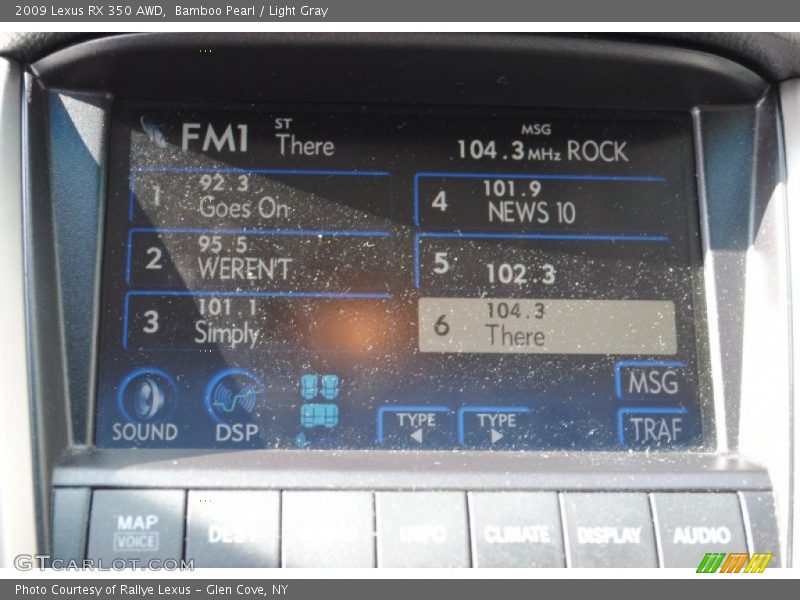 2009 Lexus RX 350 AWD, Bamboo Pearl / Light Gray
FM1 ST There
MSG
104.3 MHz ROCK
1 92.3 Goes On
2 95.5 WEREN'T
3 101.1 Simply
4 101.9 NEWS 10
5 102.3
6 104.3 There
SOUND
DSP
TYPE
TYPE
MSG
TRAF
MAP
VOICE
DEST
INFO
CLIMATE
DISPLAY
AUDIO
GTCARLOT.COM
Photo Courtesy of Rallye Lexus - Glen Cove, NY